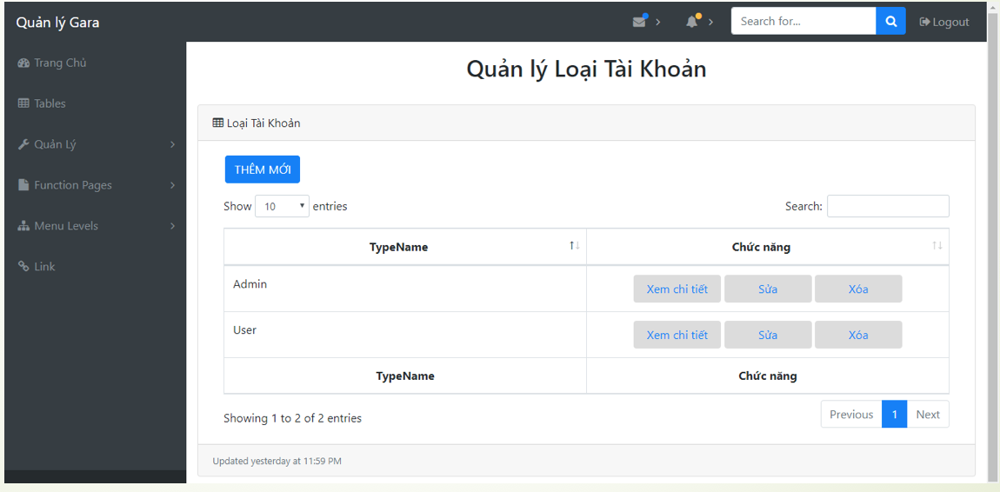 Quản lý Gara
Search for...
Logout
Trang Chủ
Tables
Quản Lý
Function Pages
Menu Levels
Link
Quản lý Loại Tài Khoản
Loại Tài Khoản
THÊM MỚI
Show 10 entries
Search:
TypeName Chức năng
Admin Xem chi tiết Sửa Xóa
User Xem chi tiết Sửa Xóa
TypeName Chức năng
Showing 1 to 2 of 2 entries
Previous 1 Next
Updated yesterday at 11:59 PM